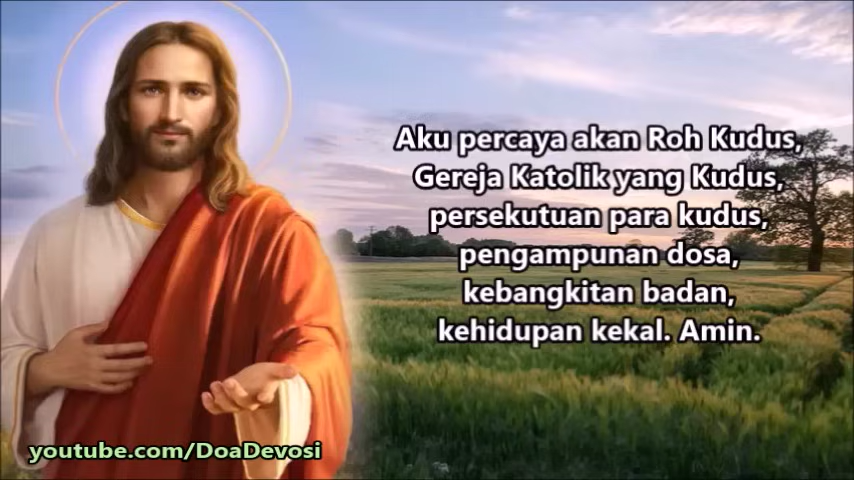 Aku percaya akan Roh Kudus,
Gereja Katolik yang Kudus,
persekutuan para kudus,
pengampunan dosa,
kebangkitan badan,
kehidupan kekal. Amin.
youtube.com/DoaDevosi